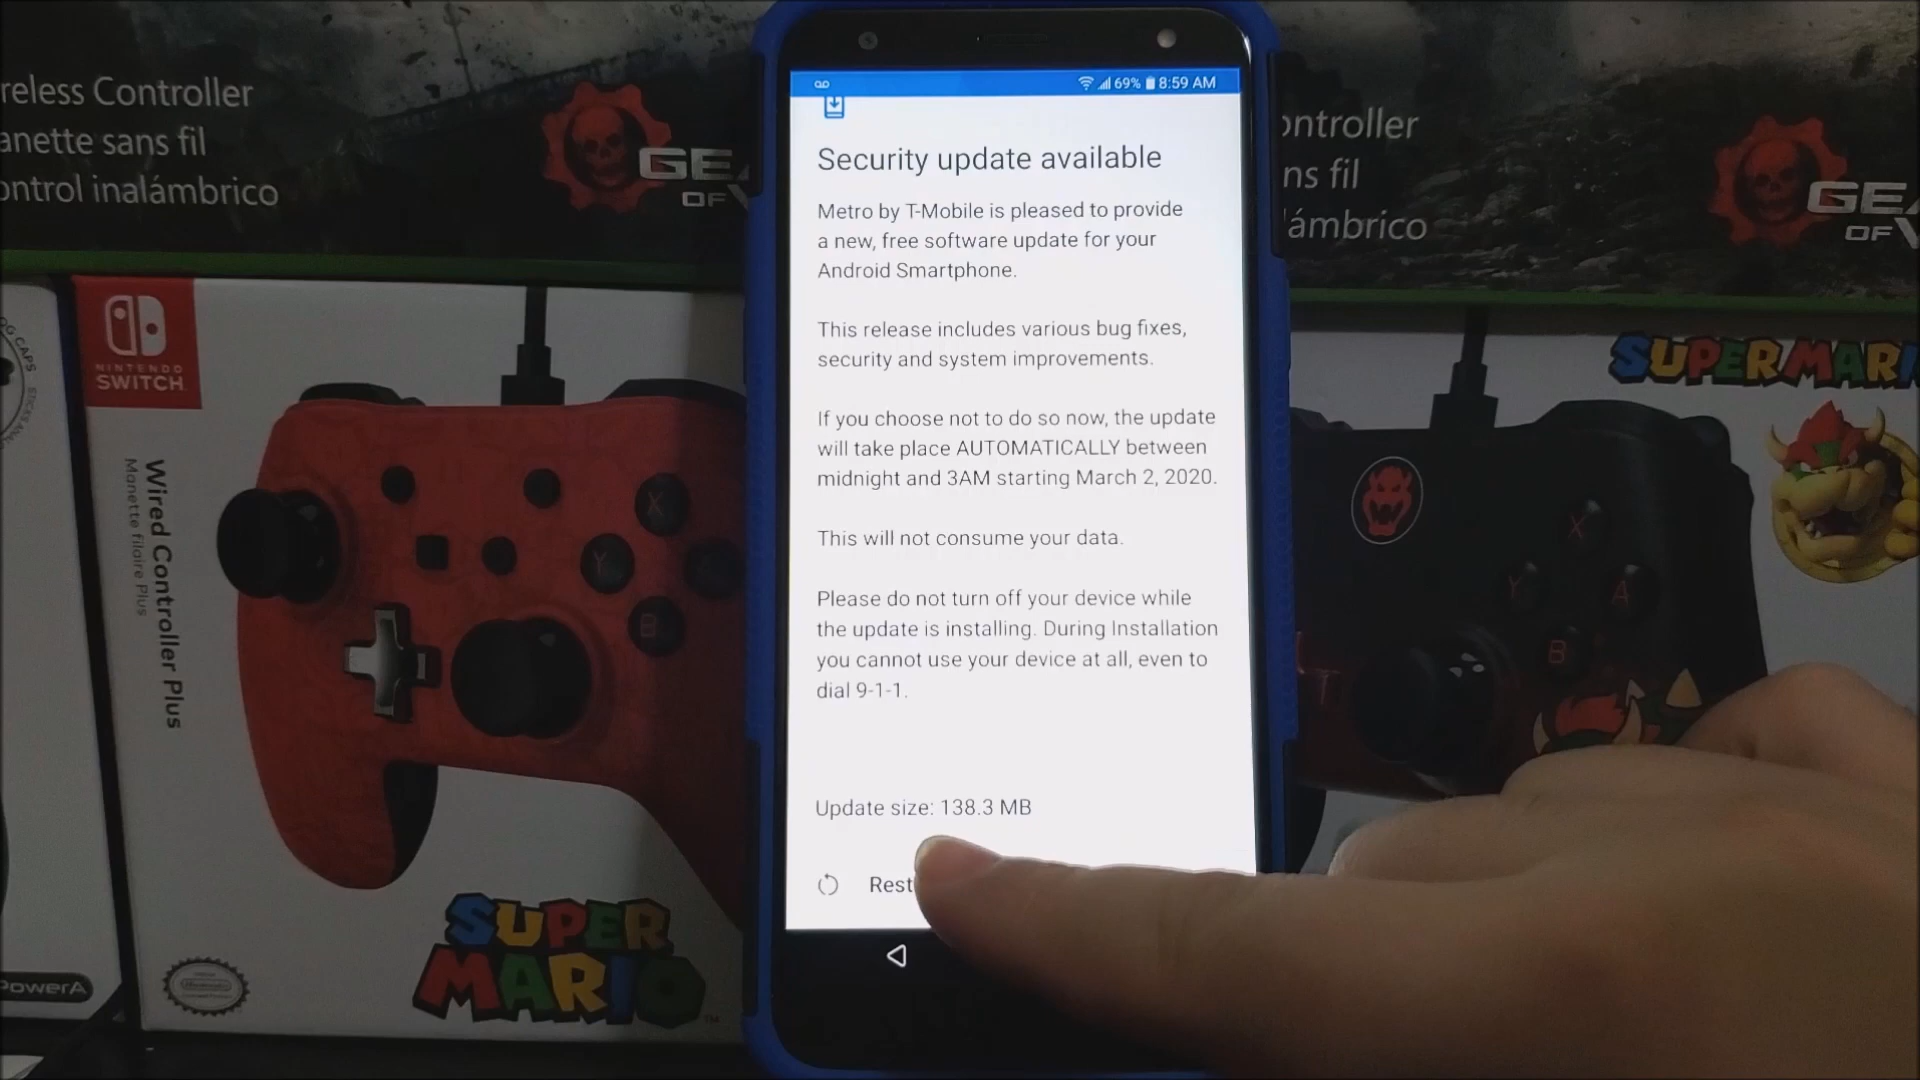 reless Controller
anette sans fil
ontrol inalámbrico
GEA
OF
NINTENDO
SWITCH
Wired Controller Plus
Manette filaire Plus
X
Y
B
SUPER
MARIO
PowerA
69% 8:59 AM
Security update available
Metro by T-Mobile is pleased to provide
a new, free software update for your
Android Smartphone.
This release includes various bug fixes,
security and system improvements.
If you choose not to do so now, the update
will take place AUTOMATICALLY between
midnight and 3AM starting March 2, 2020.
This will not consume your data.
Please do not turn off your device while
the update is installing. During Installation
you cannot use your device at all, even to
dial 9-1-1.
Update size: 138.3 MB
Rest
ontroller
ns fil
lámbrico
GEA
OF
SUPER MARI
X
Y
A
B